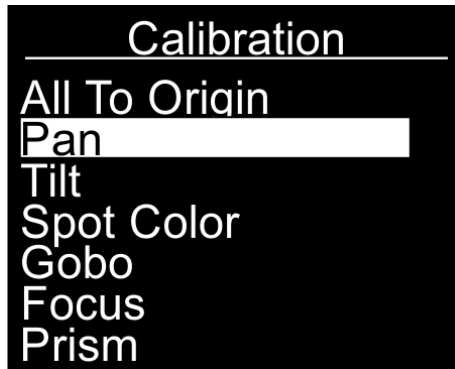 Calibration
All To Origin
Pan
Tilt
Spot Color
Gobo
Focus
Prism